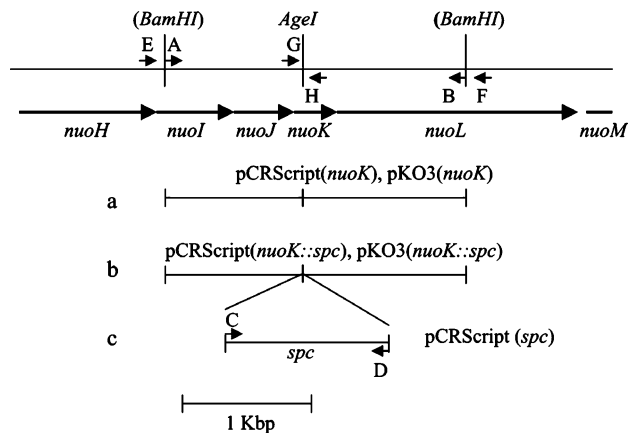 (BamHI) AgeI (BamHI)
E A G
H B F
nuoH nuoI nuoJ nuoK nuoL nuoM
pCRScript(nuoK), pKO3(nuoK)
a
pCRScript(nuoK::spc), pKO3(nuoK::spc)
b
C
c pCRScript (spc)
spc
D
1 Kbp